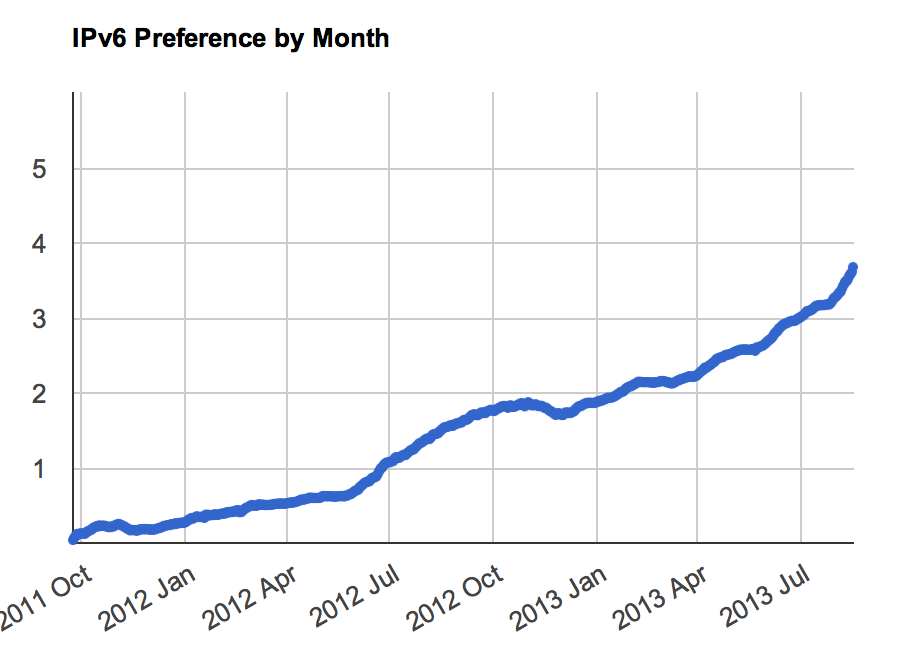 IPv6 Preference by Month
5
4
3
2
1
2011 Oct
2012 Jan
2012 Apr
2012 Jul
2012 Oct
2013 Jan
2013 Apr
2013 Jul